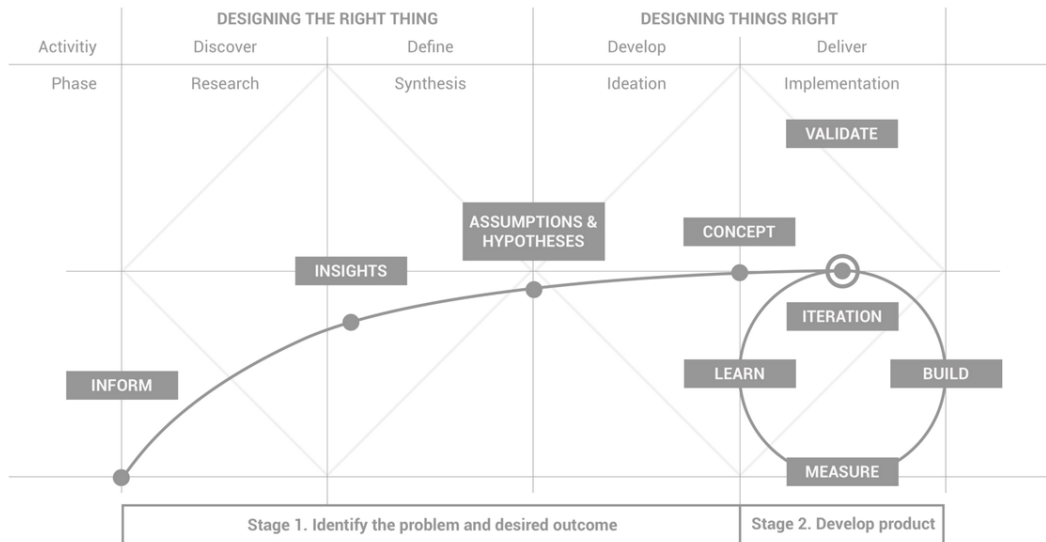 DESIGNING THE RIGHT THING DESIGNING THINGS RIGHT
Activitiy Discover Define Develop Deliver
Phase Research Synthesis Ideation Implementation
VALIDATE
ASSUMPTIONS &
HYPOTHESES
CONCEPT
INSIGHTS
ITERATION
INFORM
LEARN BUILD
MEASURE
Stage 1. Identify the problem and desired outcome Stage 2. Develop product